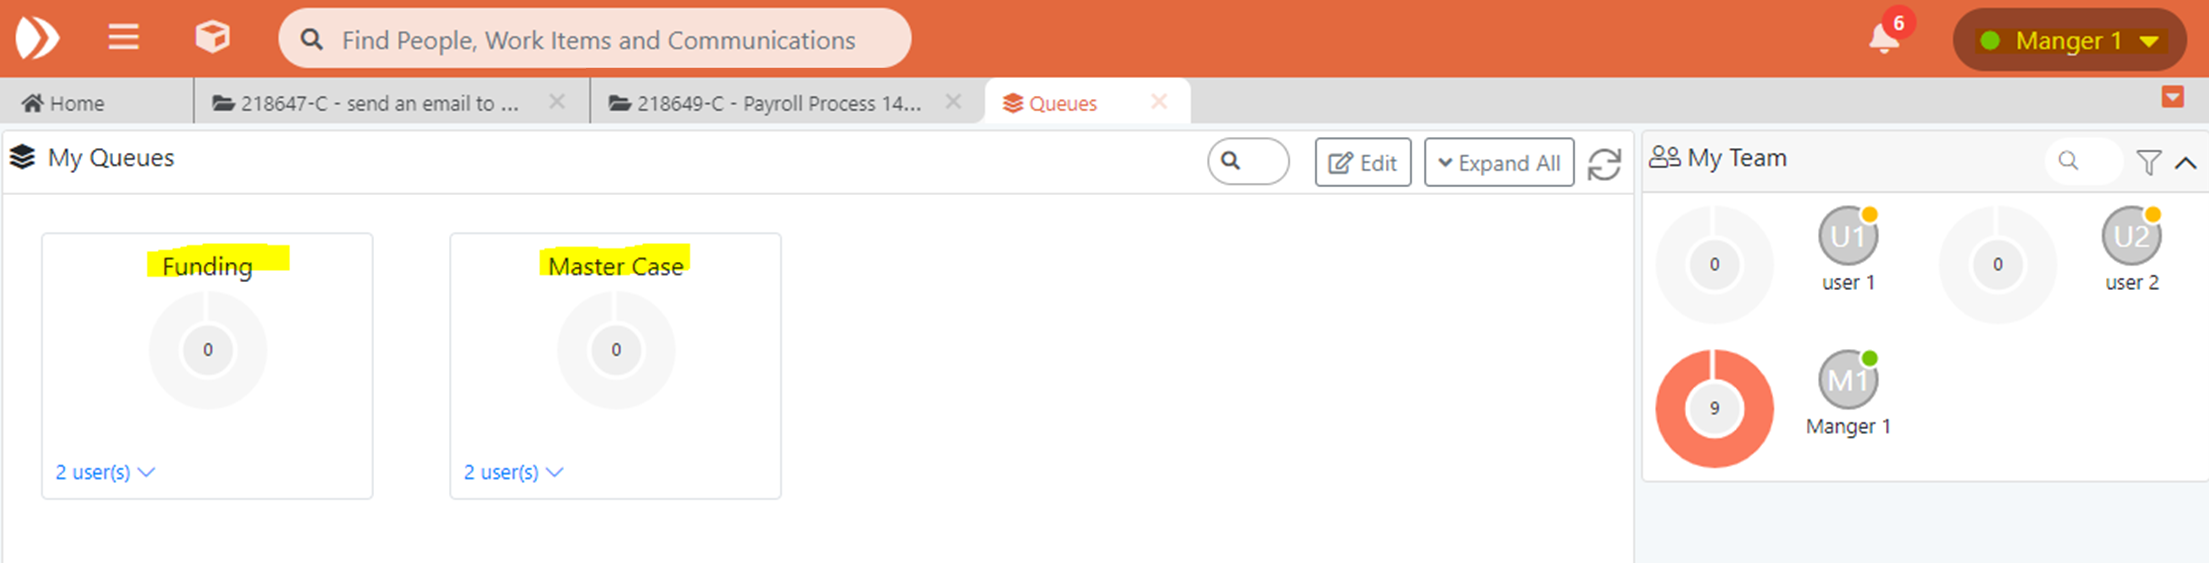 Find People, Work Items and Communications
6
Manger 1
Home
218647-C - send an email to ...
218649-C - Payroll Process 14...
Queues
My Queues
Edit
Expand All
My Team
Funding
0
2 user(s)
Master Case
0
2 user(s)
0
U1
user 1
0
U2
user 2
9
M1
Manger 1